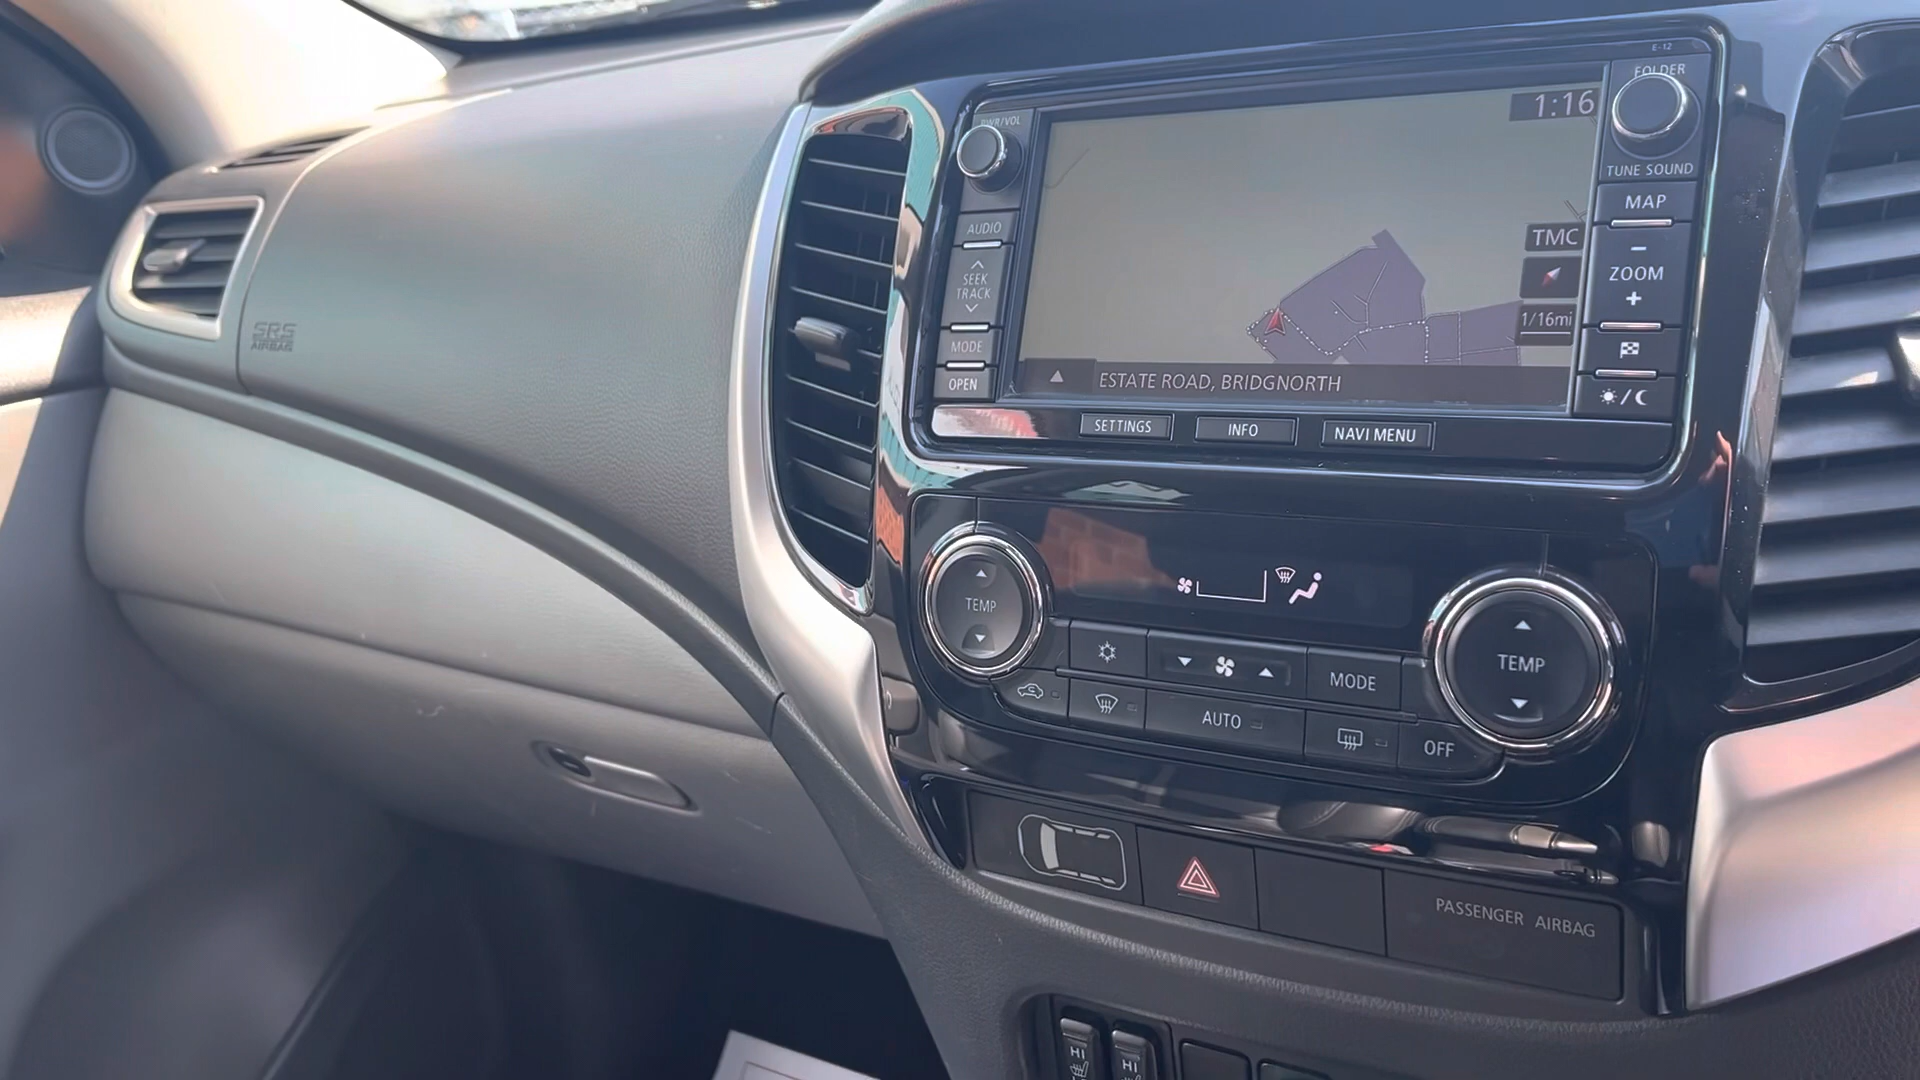 E-12
FOLDER
PWR/VOL
1:16
TUNE SOUND
MAP
AUDIO
TMC
SEEK
TRACK
ZOOM
1/16mi
SRS
AIRBAG
MODE
OPEN
ESTATE ROAD, BRIDGNORTH
SETTINGS
INFO
NAVI MENU
TEMP
TEMP
MODE
AUTO
OFF
PASSENGER AIRBAG
HI
HI